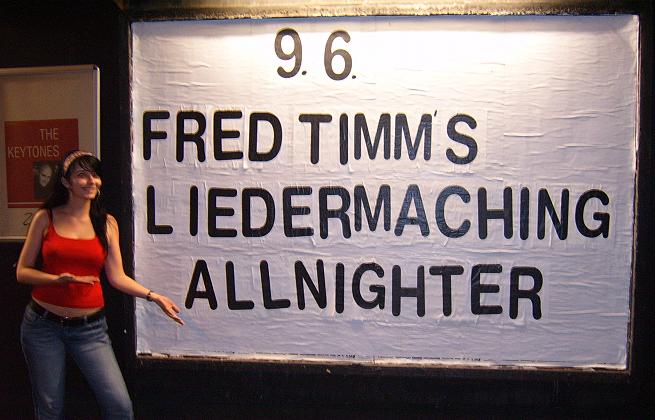 THE
KEYTONES
9. 6.
FRED TIMM'S
LIEDERMACHING
ALLNIGHTER